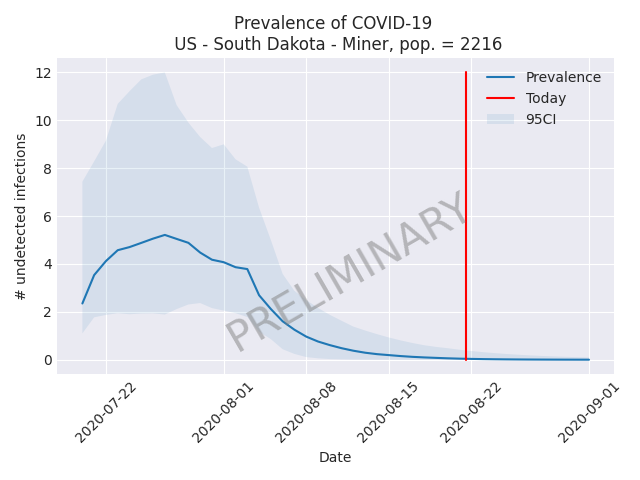 Prevalence of COVID-19
US - South Dakota - Miner, pop. = 2216
12
10
8
6
4
2
0
# undetected infections
Prevalence
Today
95CI
PRELIMINARY
2020-07-22
2020-08-01
2020-08-08
2020-08-15
2020-08-22
2020-09-01
Date